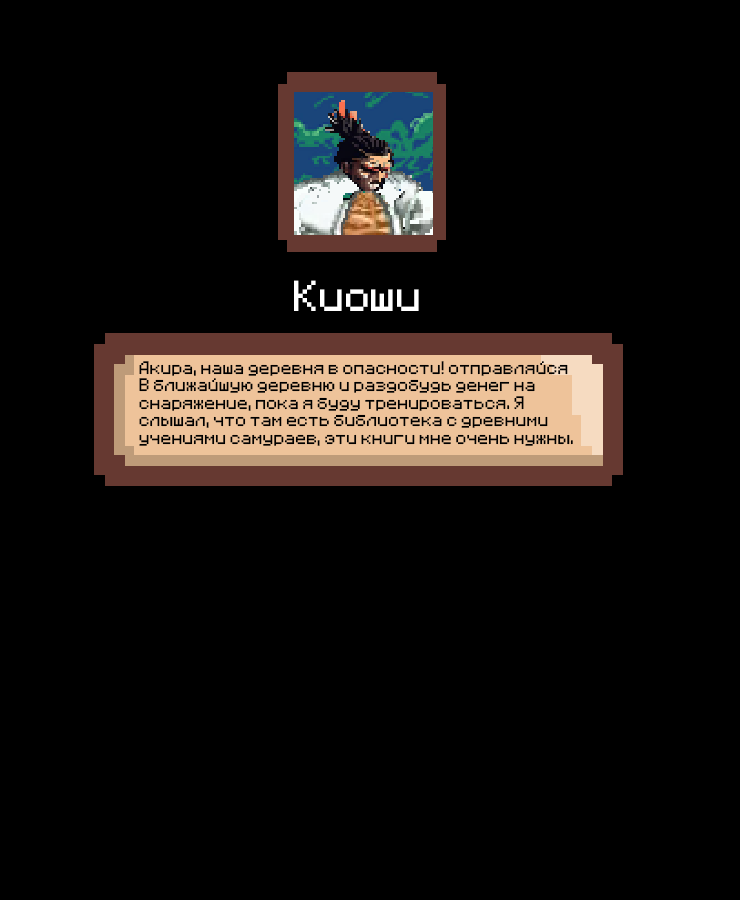 Киоши
Акира, наша деревня в опасности! отправляйся
В ближайшую деревню и раздобудь денег на
снаряжение, пока я буду тренироваться. Я
слышал, что там есть библиотека с древними
учениями самураев, эти книги мне очень нужны.